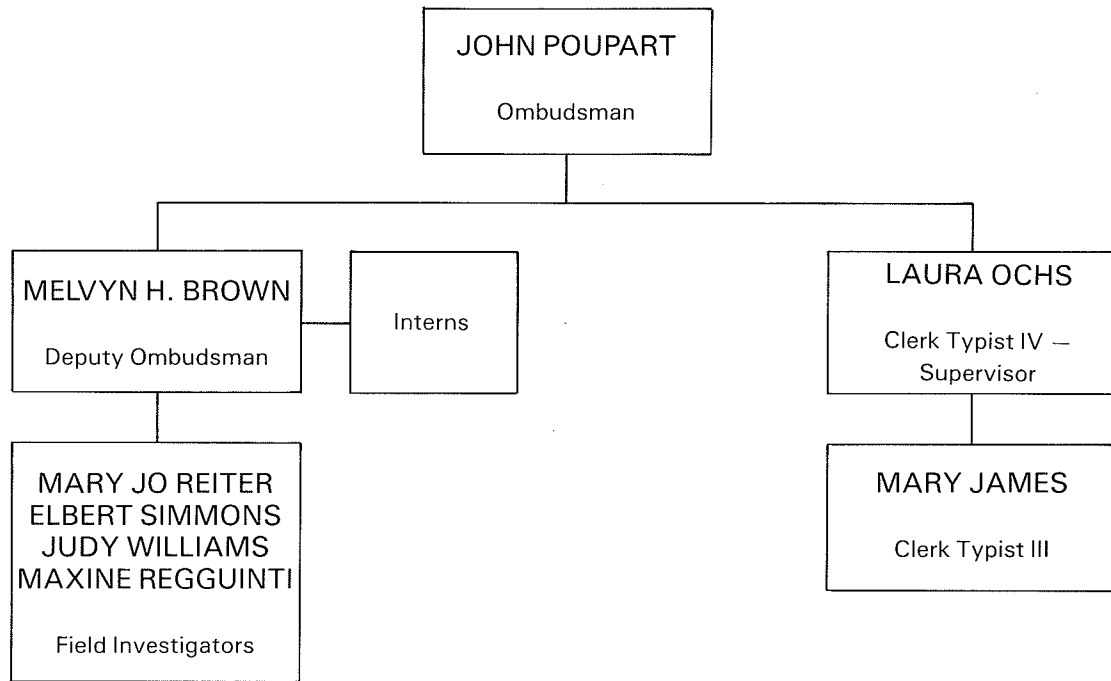 JOHN POUPART
Ombudsman
MELVYN H. BROWN
Deputy Ombudsman
Interns
LAURA OCHS
Clerk Typist IV —
Supervisor
MARY JO REITER
ELBERT SIMMONS
JUDY WILLIAMS
MAXINE REGGUINTI
Field Investigators
MARY JAMES
Clerk Typist III